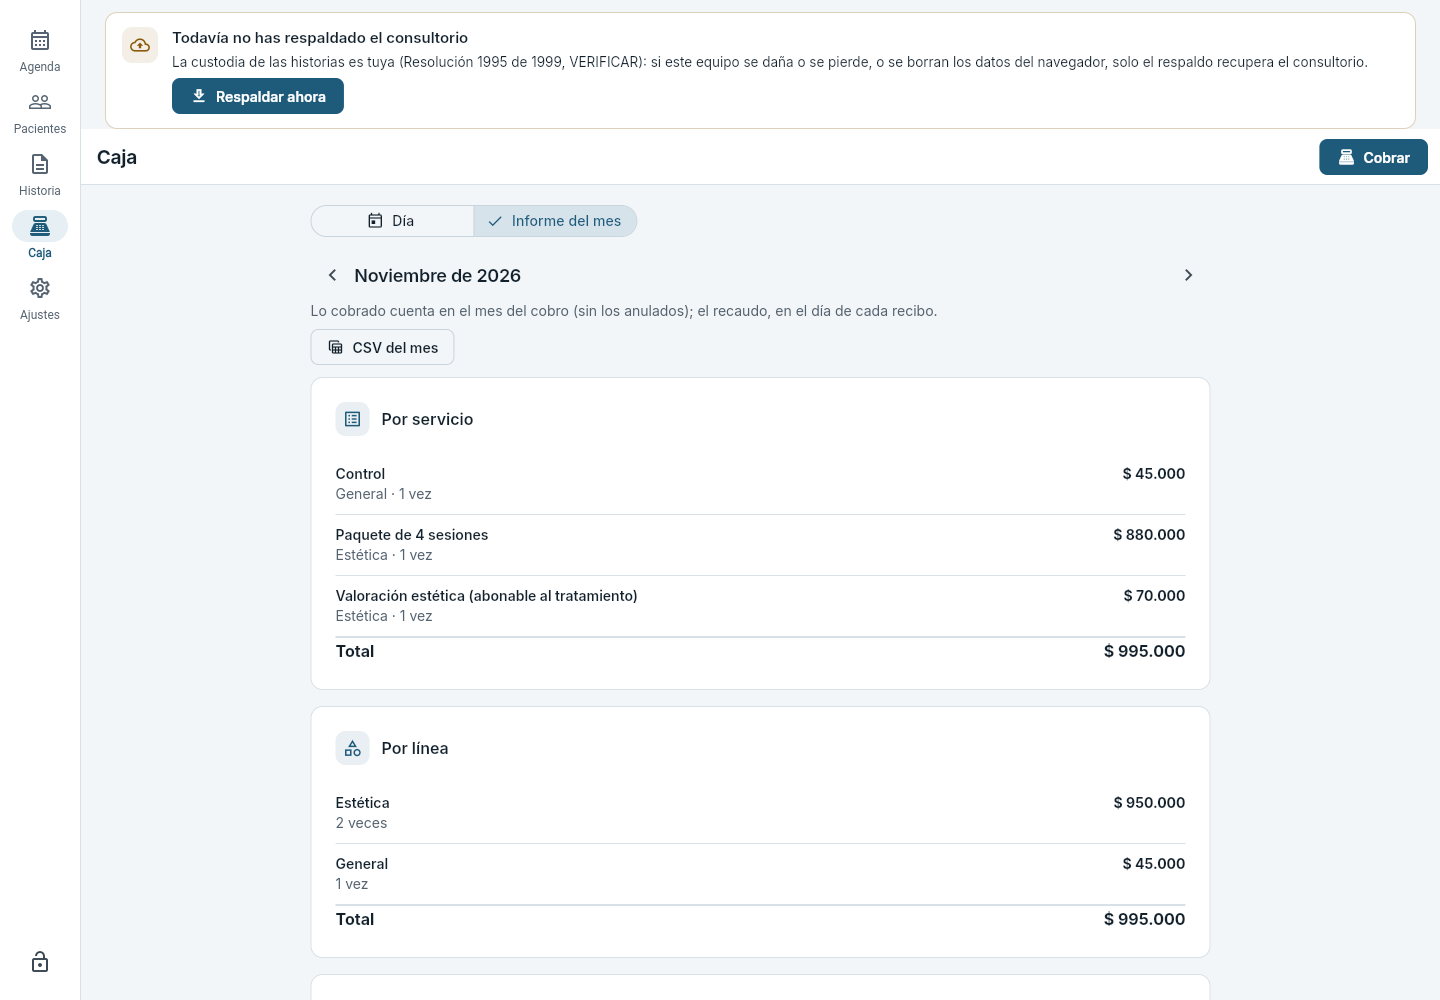 Agenda
Pacientes
Historia
Caja
Ajustes
Todavía no has respaldado el consultorio
La custodia de las historias es tuya (Resolución 1995 de 1999, VERIFICAR): si este equipo se daña o se pierde, o se borran los datos del navegador, solo el respaldo recupera el consultorio.
Respaldar ahora
Caja
Cobrar
Día
Informe del mes
Noviembre de 2026
Lo cobrado cuenta en el mes del cobro (sin los anulados); el recaudo, en el día de cada recibo.
CSV del mes
Por servicio
Control $ 45.000
General · 1 vez
Paquete de 4 sesiones $ 880.000
Estética · 1 vez
Valoración estética (abonable al tratamiento) $ 70.000
Estética · 1 vez
Total $ 995.000
Por línea
Estética $ 950.000
2 veces
General $ 45.000
1 vez
Total $ 995.000